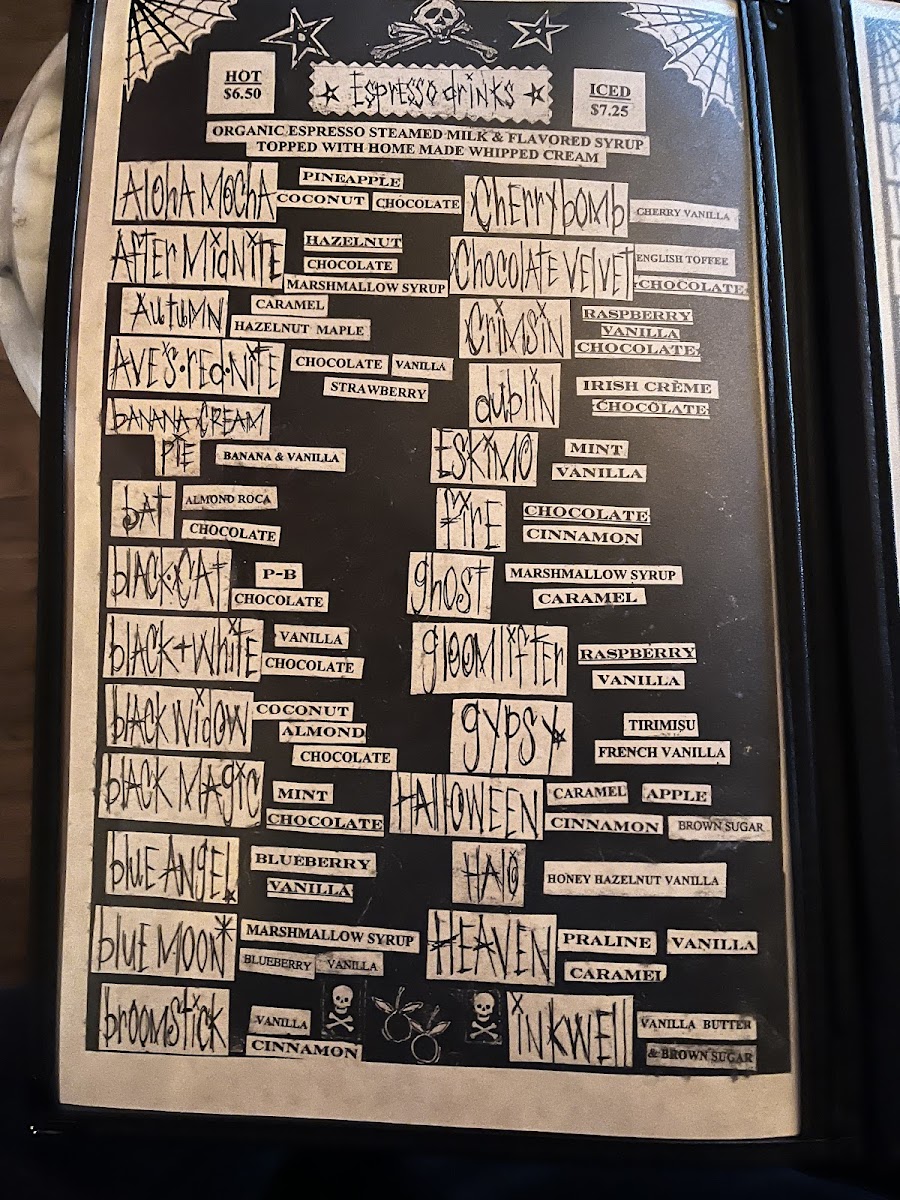 HOT
$6.50
Espresso drinks
ICED
$7.25
ORGANIC ESPRESSO STEAMED MILK & FLAVORED SYRUP
TOPPED WITH HOME MADE WHIPPED CREAM
AlohA MochA
PINEAPPLE
COCONUT CHOCOLATE
AFTER MidNiTE
HAZELNUT
CHOCOLATE
MARSHMALLOW SYRUP
AuTuMN
CARAMEL
HAZELNUT MAPLE
AVE'S·rEd·NiTE
CHOCOLATE VANILLA
STRAWBERRY
bANANA·CREAM
PiE
BANANA & VANILLA
bAT
ALMOND ROCA
CHOCOLATE
blACK·CAT
P-B
CHOCOLATE
blACK+WhiTE
VANILLA
CHOCOLATE
blACK WidOW
COCONUT
ALMOND
CHOCOLATE
blACK MAgiC
MINT
CHOCOLATE
bluE ANgEl
BLUEBERRY
VANILLA
bluE MOON
MARSHMALLOW SYRUP
BLUEBERRY VANILLA
broomstick
VANILLA
CINNAMON
ChErrybomb
CHERRY VANILLA
ChocolATE VElVET
ENGLISH TOFFEE
CHOCOLATE
CriMSiN
RASPBERRY
VANILLA
CHOCOLATE
dublin
IRISH CRÈME
CHOCOLATE
ESKiMO
MINT
VANILLA
firE
CHOCOLATE
CINNAMON
ghost
MARSHMALLOW SYRUP
CARAMEL
gloomlifter
RASPBERRY
VANILLA
gYPSY
TIRIMISU
FRENCH VANILLA
HAllOWEEN
CARAMEL APPLE
CINNAMON BROWN SUGAR
HAlO
HONEY HAZELNUT VANILLA
HEAVEN
PRALINE VANILLA
CARAMEL
iNKWEll
VANILLA BUTTER
& BROWN SUGAR